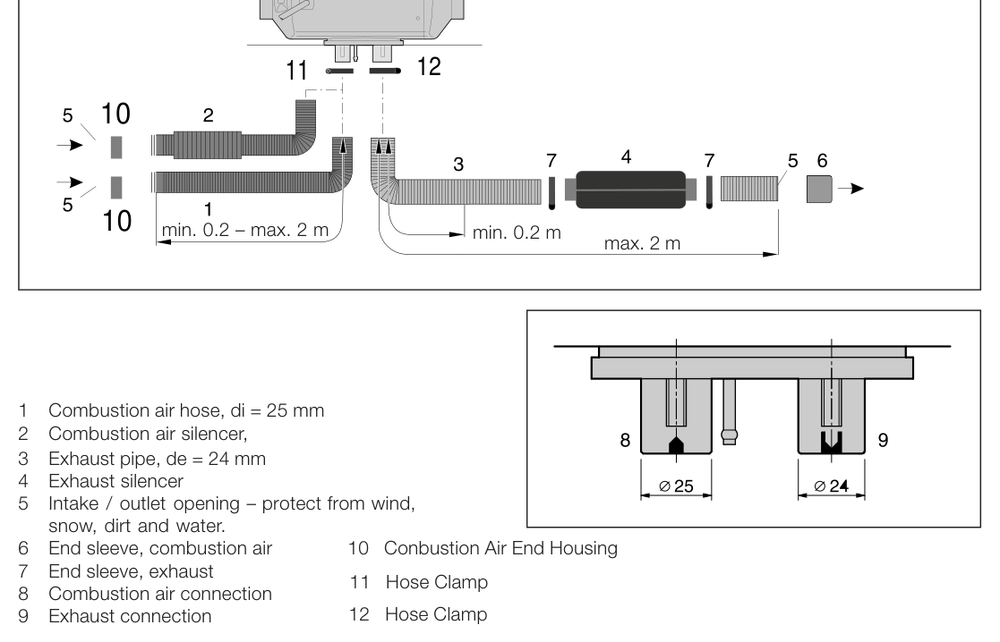 11
12
5
10
2
3
7
4
7
5
6
5
10
1
min. 0.2 – max. 2 m
min. 0.2 m
max. 2 m
8
9
⌀ 25
⌀ 24
1 Combustion air hose, di = 25 mm
2 Combustion air silencer,
3 Exhaust pipe, de = 24 mm
4 Exhaust silencer
5 Intake / outlet opening – protect from wind,
snow, dirt and water.
6 End sleeve, combustion air
7 End sleeve, exhaust
8 Combustion air connection
9 Exhaust connection
10 Conbustion Air End Housing
11 Hose Clamp
12 Hose Clamp